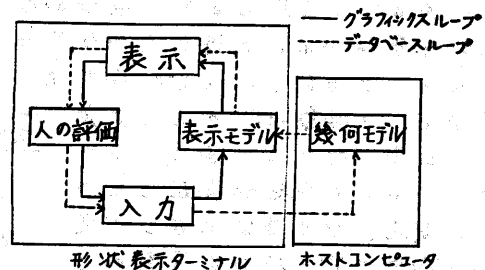 グラフィックスループ
データベースループ
表示
人の評価
表示モデル
幾何モデル
入力
形状表示ターミナル
ホストコンピュータ